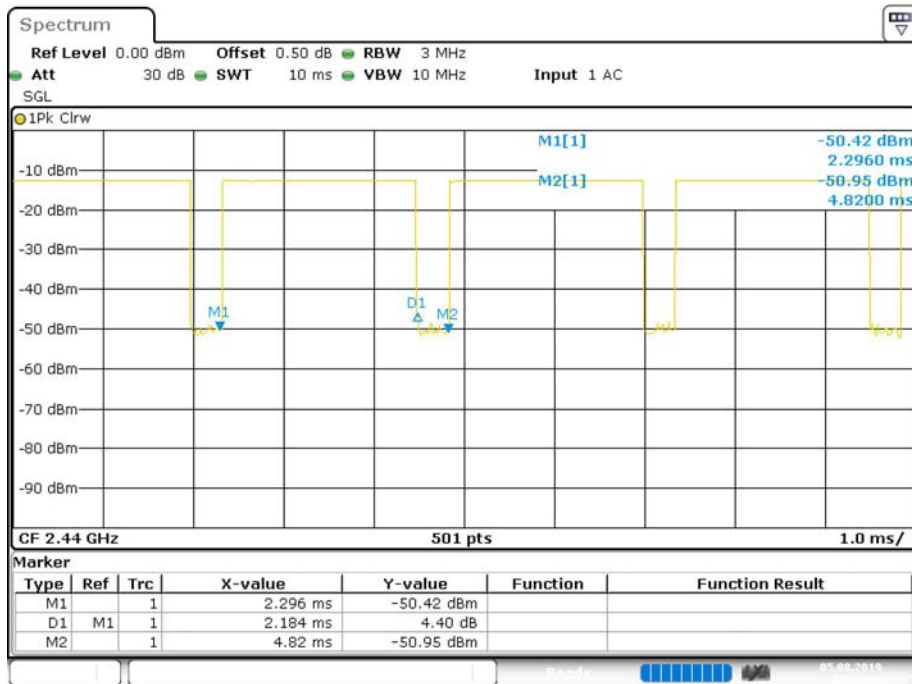 Spectrum
Ref Level 0.00 dBm Offset 0.50 dB RBW 3 MHz
Att 30 dB SWT 10 ms VBW 10 MHz Input 1 AC
SGL
1Pk Clrw
M1[1] -50.42 dBm
2.2960 ms
-10 dBm
M2[1] -50.95 dBm
4.8200 ms
-20 dBm
-30 dBm
-40 dBm
M1 D1 M2
-50 dBm
-60 dBm
-70 dBm
-80 dBm
-90 dBm
CF 2.44 GHz 501 pts 1.0 ms/
Marker
Type Ref Trc X-value Y-value Function Function Result
M1 1 2.296 ms -50.42 dBm
D1 M1 1 2.184 ms 4.40 dB
M2 1 4.82 ms -50.95 dBm
Ready 05.08.2019